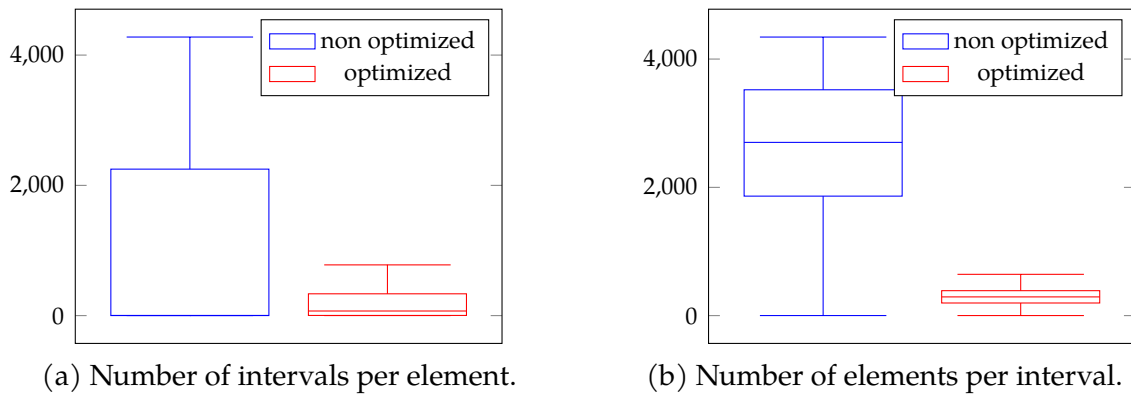 4,000
2,000
0
non optimized
optimized
(a) Number of intervals per element.
4,000
2,000
0
non optimized
optimized
(b) Number of elements per interval.